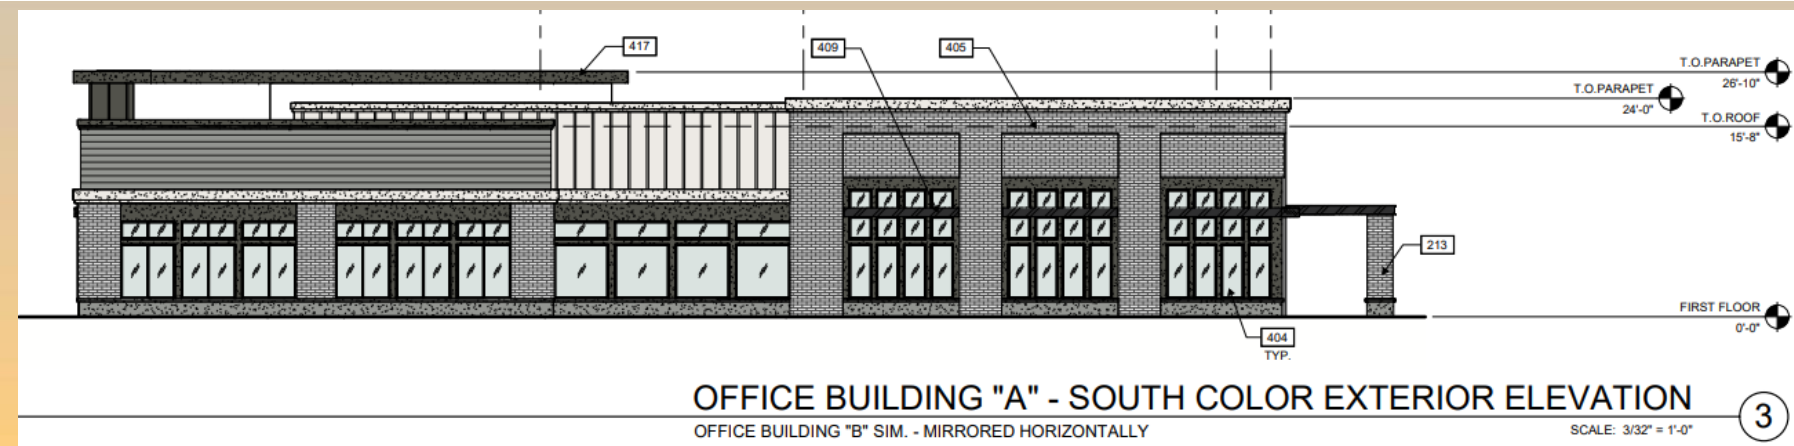 417
409
405
T.O.PARAPET
26'-10"
T.O.PARAPET
24'-0"
T.O.ROOF
15'-8"
213
FIRST FLOOR
0'-0"
404
TYP.
OFFICE BUILDING "A" - SOUTH COLOR EXTERIOR ELEVATION
3
OFFICE BUILDING "B" SIM. - MIRRORED HORIZONTALLY
SCALE: 3/32" = 1'-0"